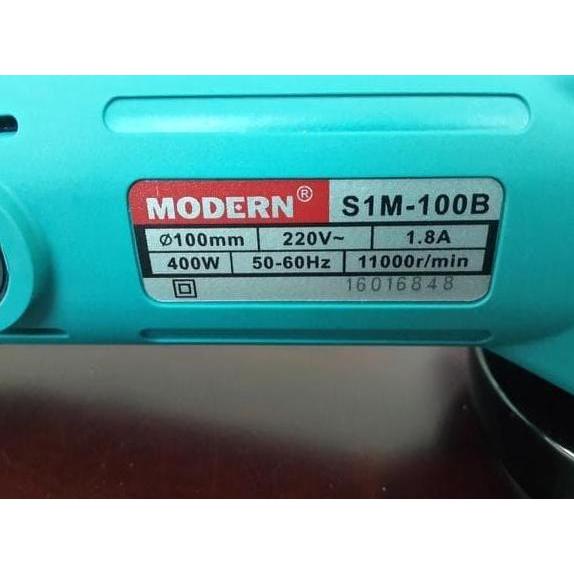 MODERN® S1M-100B
Ø100mm 220V~ 1.8A
400W 50-60Hz 11000r/min
16016848